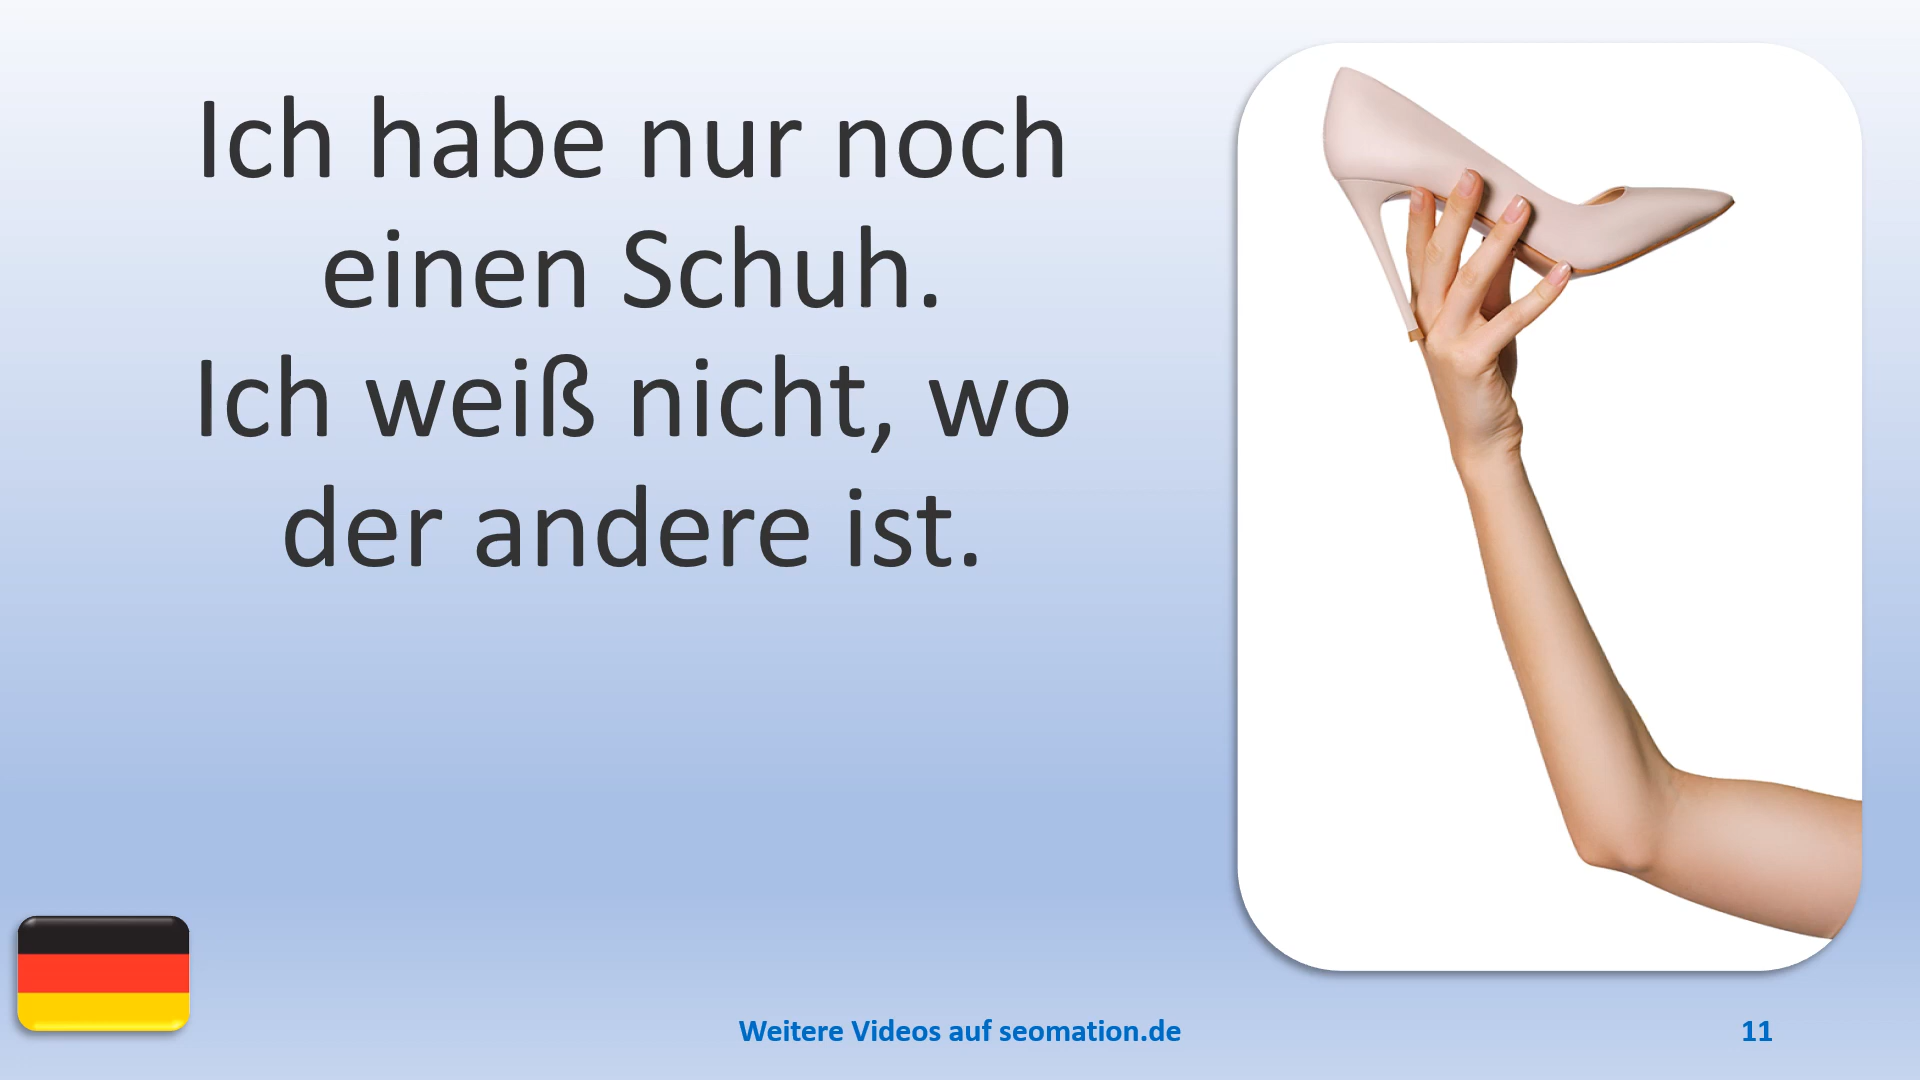 Ich habe nur noch
einen Schuh.
Ich weiß nicht, wo
der andere ist.
Weitere Videos auf seomation.de
11